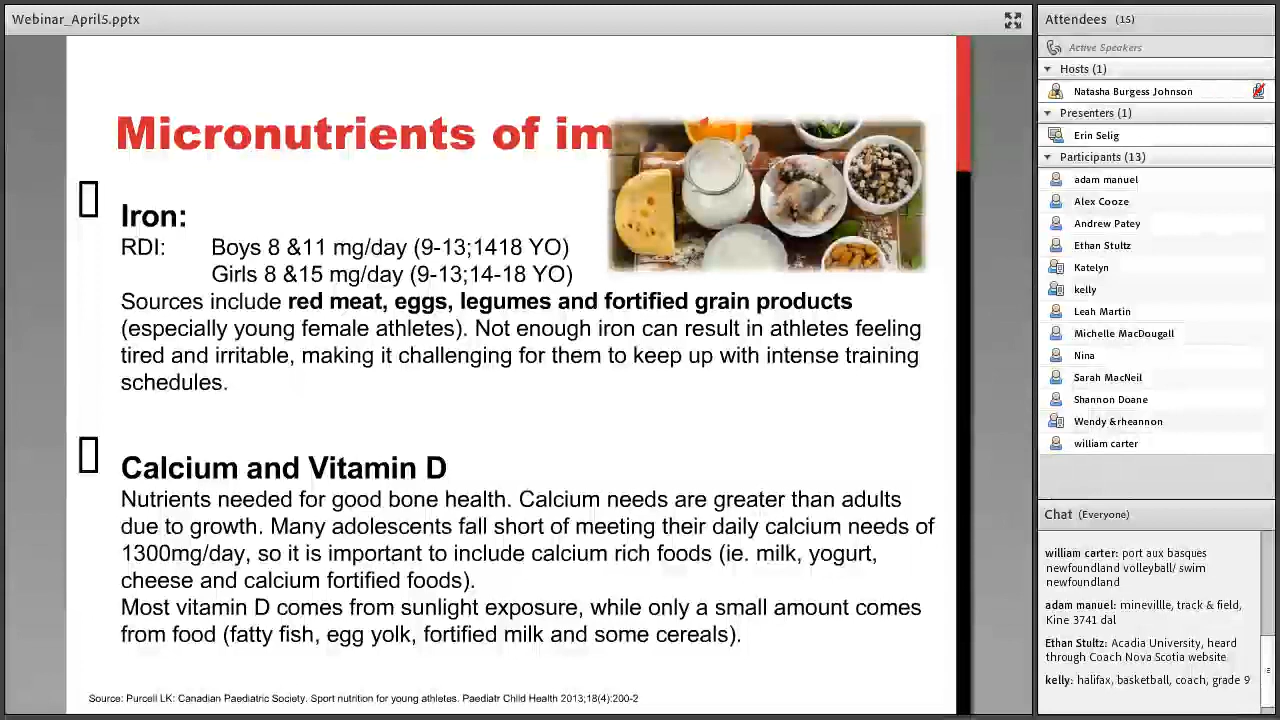 Webinar_April5.pptx
Micronutrients of im
Iron:
RDI: Boys 8 &11 mg/day (9-13;1418 YO)
Girls 8 &15 mg/day (9-13;14-18 YO)
Sources include red meat, eggs, legumes and fortified grain products
(especially young female athletes). Not enough iron can result in athletes feeling
tired and irritable, making it challenging for them to keep up with intense training
schedules.
Calcium and Vitamin D
Nutrients needed for good bone health. Calcium needs are greater than adults
due to growth. Many adolescents fall short of meeting their daily calcium needs of
1300mg/day, so it is important to include calcium rich foods (ie. milk, yogurt,
cheese and calcium fortified foods).
Most vitamin D comes from sunlight exposure, while only a small amount comes
from food (fatty fish, egg yolk, fortified milk and some cereals).
Source: Purcell LK: Canadian Paediatric Society. Sport nutrition for young athletes. Paediatr Child Health 2013;18(4):200-2
Attendees (15)
Active Speakers
Hosts (1)
Natasha Burgess Johnson
Presenters (1)
Erin Selig
Participants (13)
adam manuel
Alex Cooze
Andrew Patey
Ethan Stultz
Katelyn
kelly
Leah Martin
Michelle MacDougall
Nina
Sarah MacNeil
Shannon Doane
Wendy &rheannon
william carter
Chat (Everyone)
william carter: port aux basques
newfoundland volleyball/ swim
newfoundland
adam manuel: minevillle, track & field,
Kine 3741 dal
Ethan Stultz: Acadia University, heard
through Coach Nova Scotia website
kelly: halifax, basketball, coach, grade 9